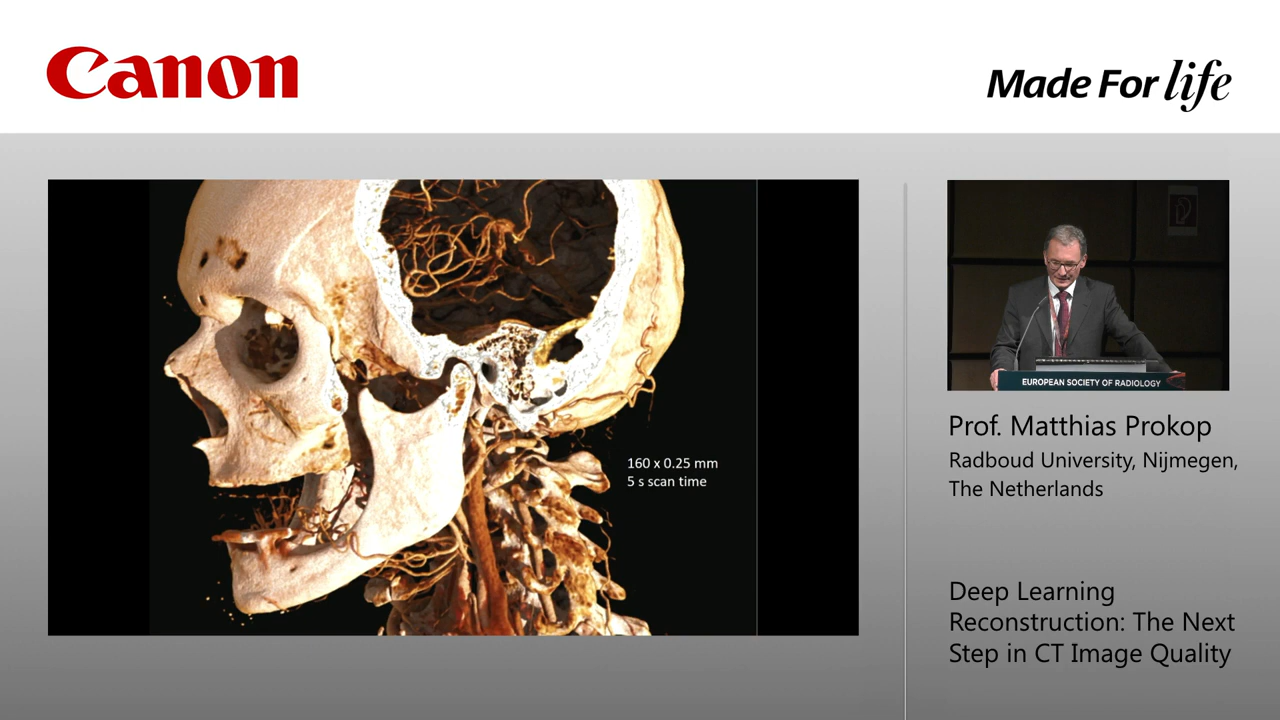 Canon
Made For life
160 x 0.25 mm
5 s scan time
EUROPEAN SOCIETY OF RADIOLOGY
Prof. Matthias Prokop
Radboud University, Nijmegen,
The Netherlands
Deep Learning
Reconstruction: The Next
Step in CT Image Quality